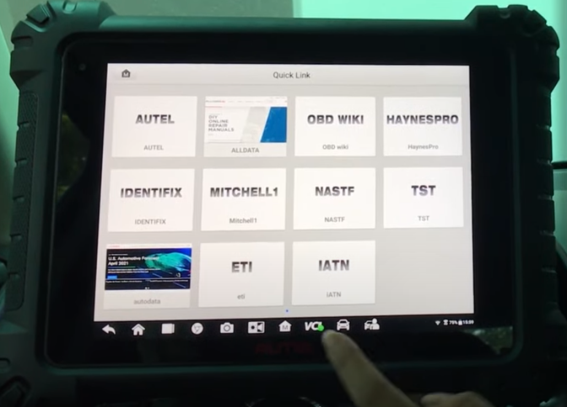 Quick Link
AUTEL
AUTEL
ALLDATA
OBD WIKI
OBD wiki
HAYNESPRO
HaynesPro
IDENTIFIX
IDENTIFIX
MITCHELL1
Mitchell1
NASTF
NASTF
TST
TST
U.S. Automotive
April 2021
autodata
ETI
eti
IATN
IATN
VCI